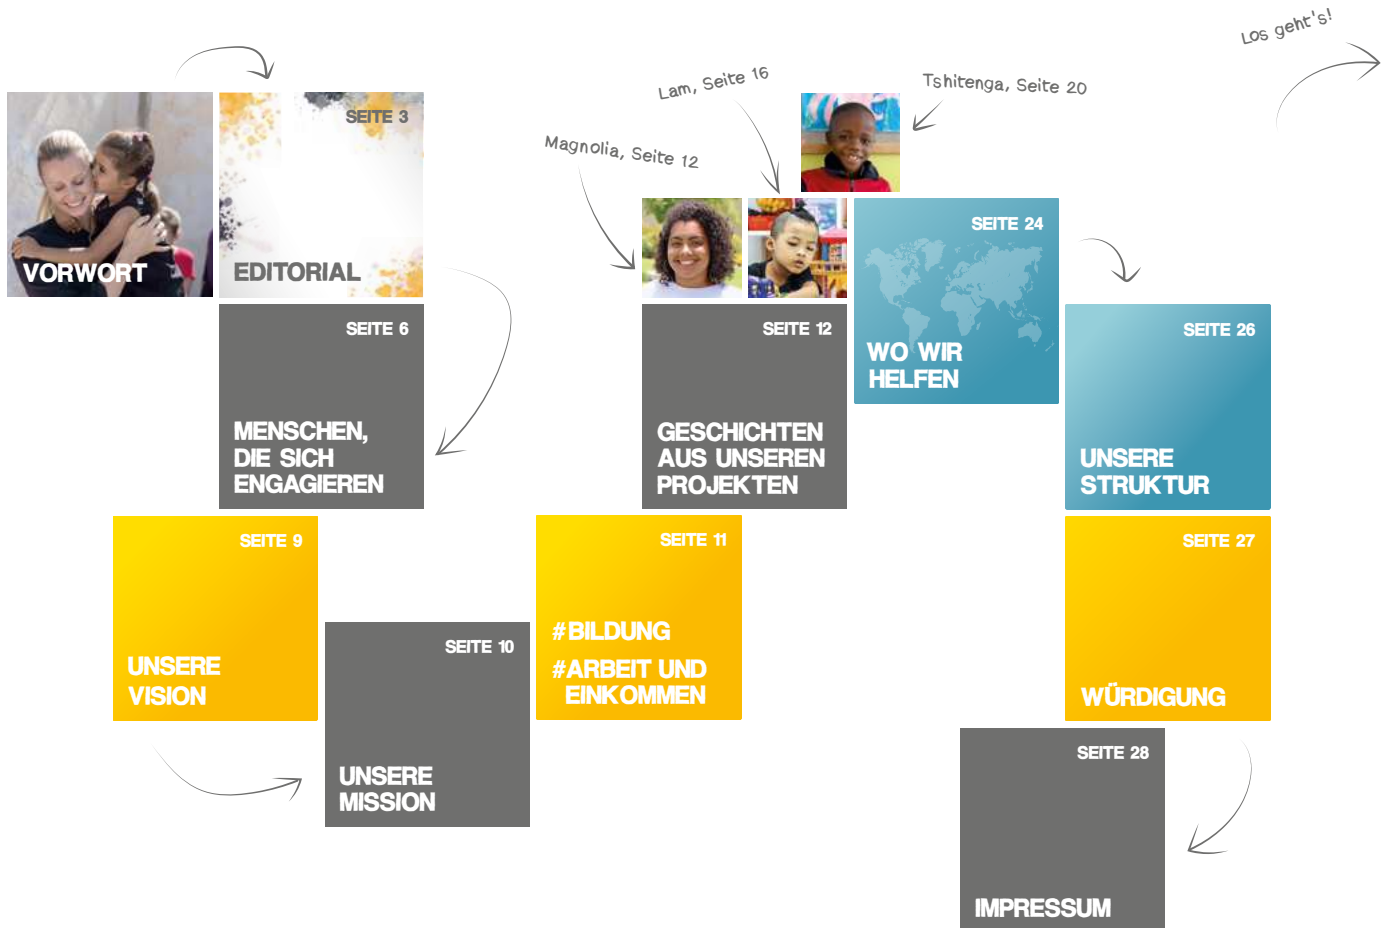 VORWORT
SEITE 3
EDITORIAL
SEITE 6
MENSCHEN,
DIE SICH
ENGAGIEREN
SEITE 9
UNSERE
VISION
SEITE 10
UNSERE
MISSION
SEITE 11
#BILDUNG
#ARBEIT UND
EINKOMMEN
Magnolia, Seite 12
Lam, Seite 16
Tshitenga, Seite 20
SEITE 12
GESCHICHTEN
AUS UNSEREN
PROJEKTEN
SEITE 24
WO WIR
HELFEN
SEITE 26
UNSERE
STRUKTUR
SEITE 27
WÜRDIGUNG
SEITE 28
IMPRESSUM
Los geht's!